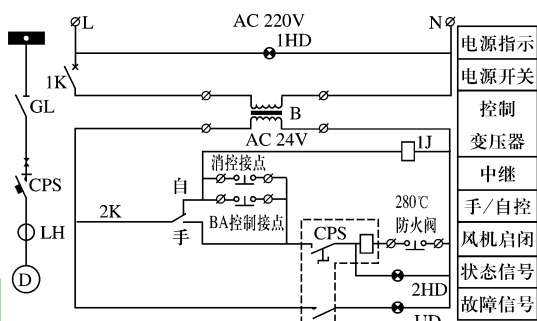 L
AC 220V
N
1HD
1K
GL
B
AC 24V
1J
CPS
消控接点
自
2K
BA控制接点
手
280℃
防火阀
LH
CPS
D
2HD
电源指示
电源开关
控制
变压器
中继
手/自控
风机启闭
状态信号
故障信号